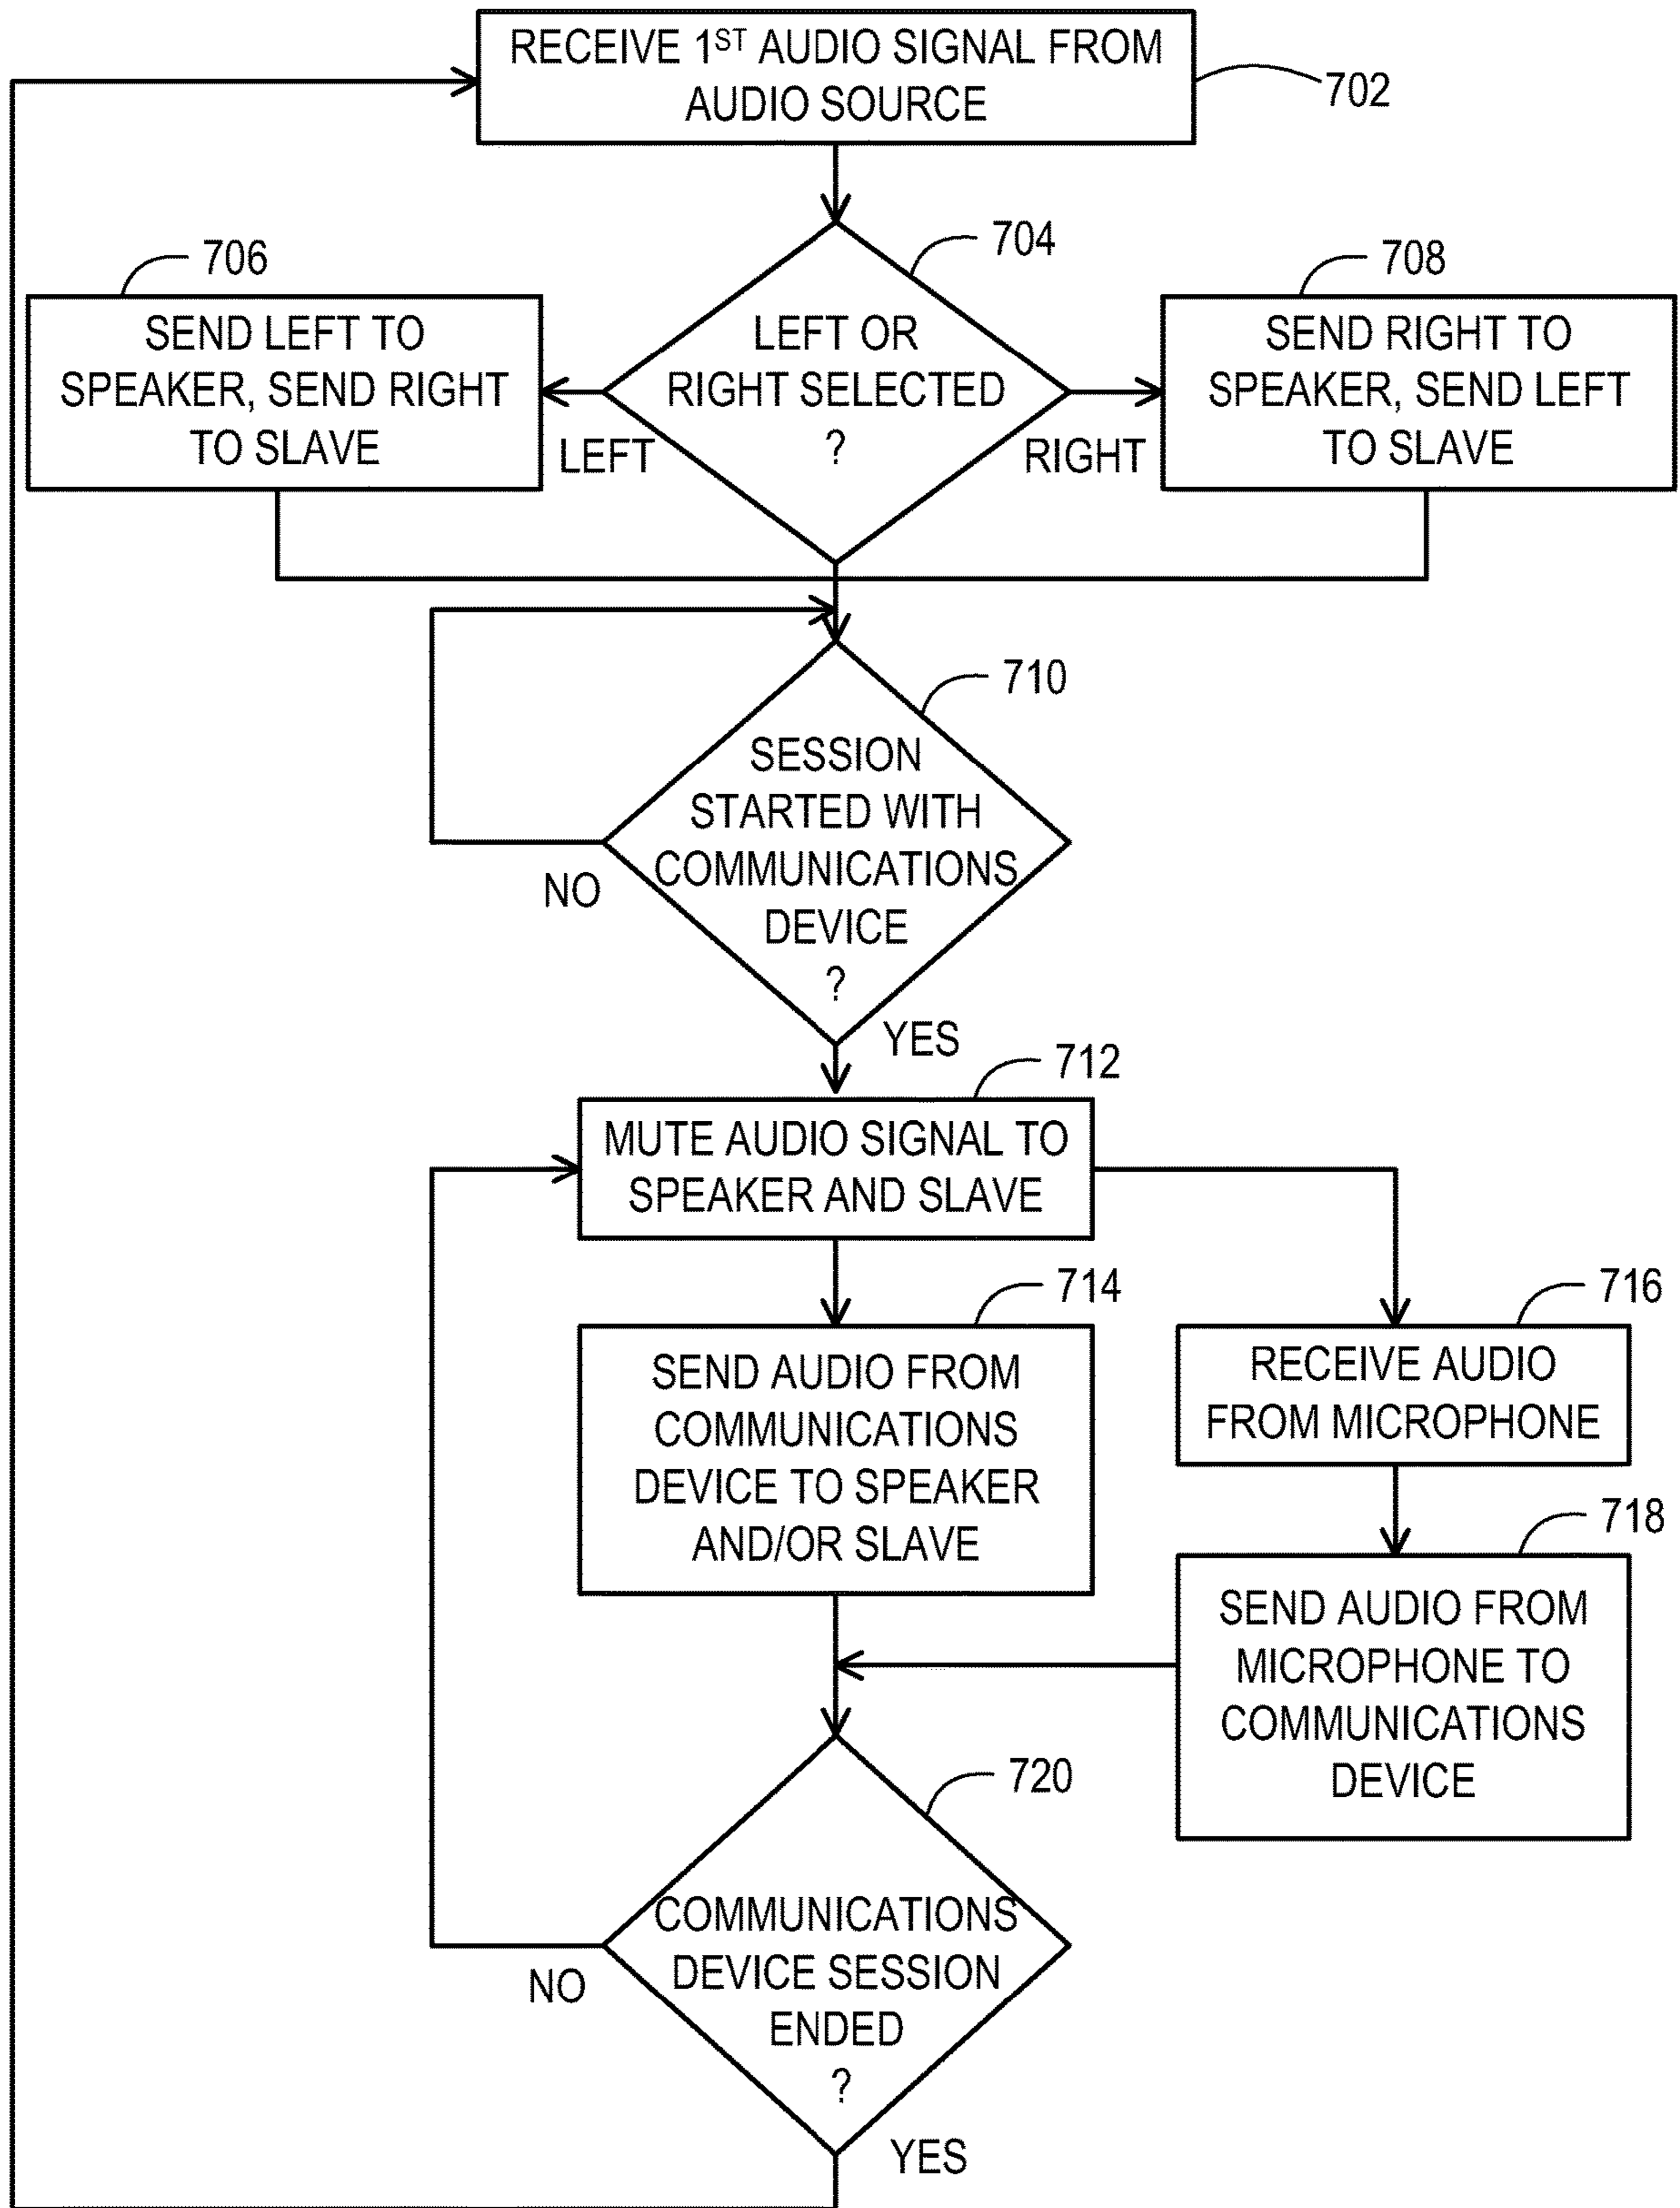 RECEIVE 1ST AUDIO SIGNAL FROM
AUDIO SOURCE
702
704
706
708
SEND LEFT TO
SPEAKER, SEND RIGHT
TO SLAVE
LEFT OR
RIGHT SELECTED
?
SEND RIGHT TO
SPEAKER, SEND LEFT
TO SLAVE
LEFT
RIGHT
710
SESSION
STARTED WITH
COMMUNICATIONS
DEVICE
?
NO
YES
712
MUTE AUDIO SIGNAL TO
SPEAKER AND SLAVE
714
716
SEND AUDIO FROM
COMMUNICATIONS
DEVICE TO SPEAKER
AND/OR SLAVE
RECEIVE AUDIO
FROM MICROPHONE
718
SEND AUDIO FROM
MICROPHONE TO
COMMUNICATIONS
DEVICE
720
COMMUNICATIONS
DEVICE SESSION
ENDED
?
NO
YES